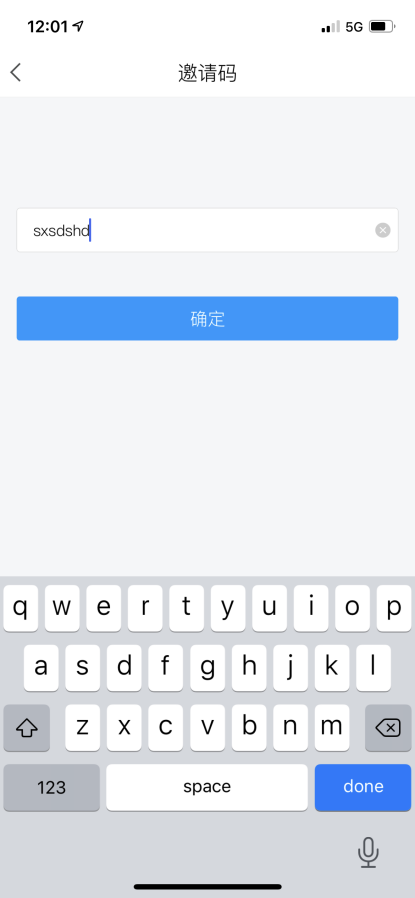 12:01 5G
邀请码
sxsdshd
确定
q w e r t y u i o p
a s d f g h j k l
z x c v b n m
123 space done